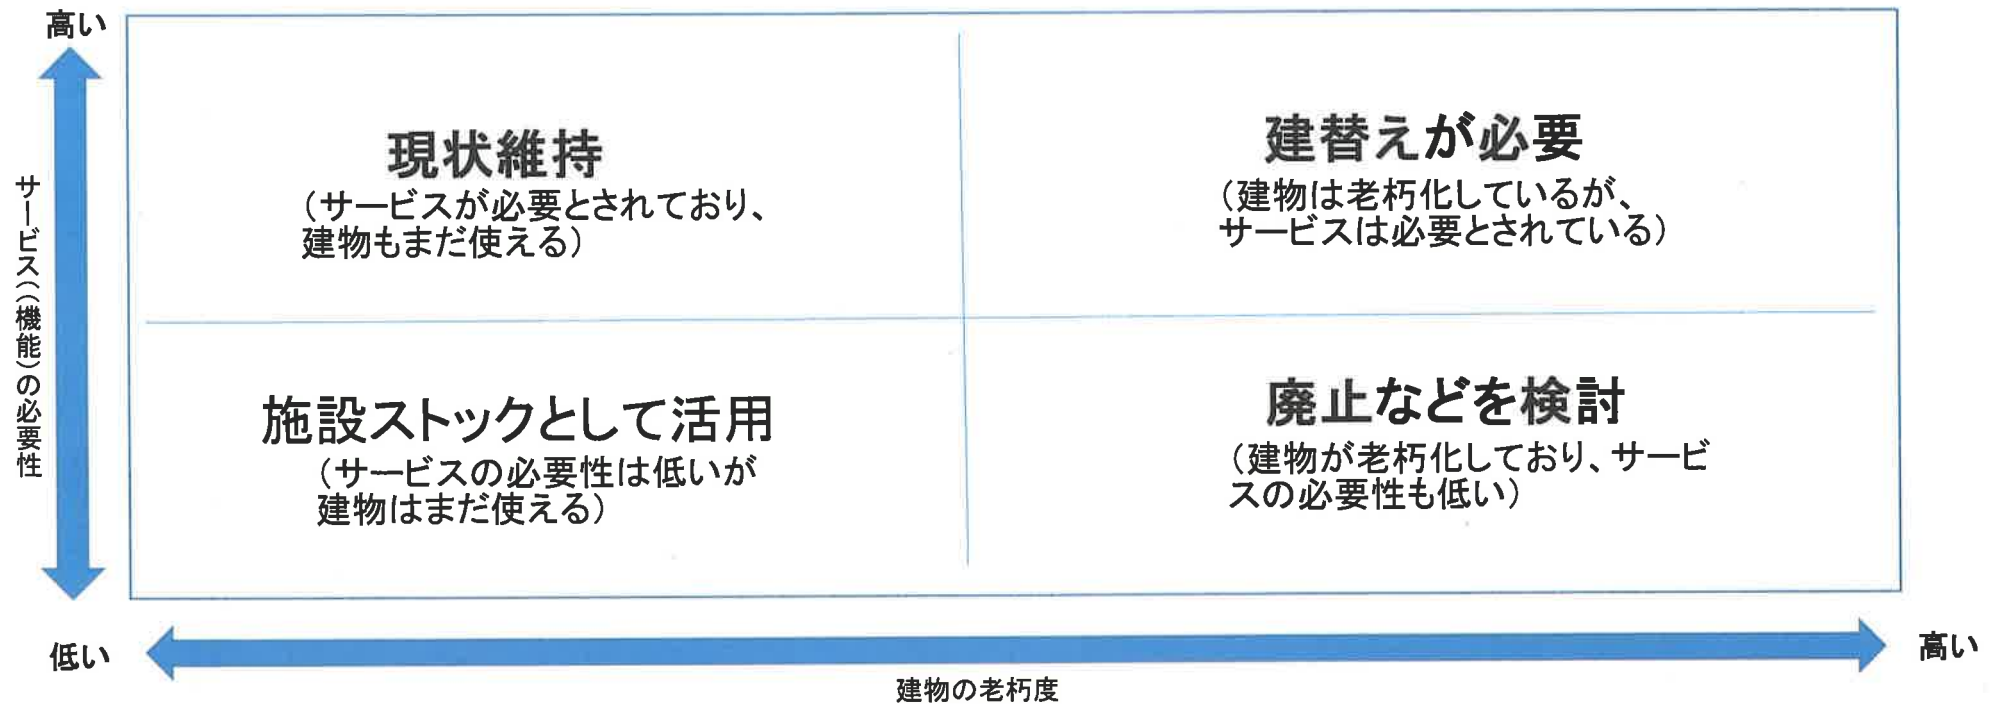 高い
サービス（（機能）の必要性
現状維持
（サービスが必要とされており、
建物もまだ使える）
建替えが必要
（建物は老朽化しているが、
サービスは必要とされている）
施設ストックとして活用
（サービスの必要性は低いが
建物はまだ使える）
廃止などを検討
（建物が老朽化しており、サービ
スの必要性も低い）
低い
高い
建物の老朽度